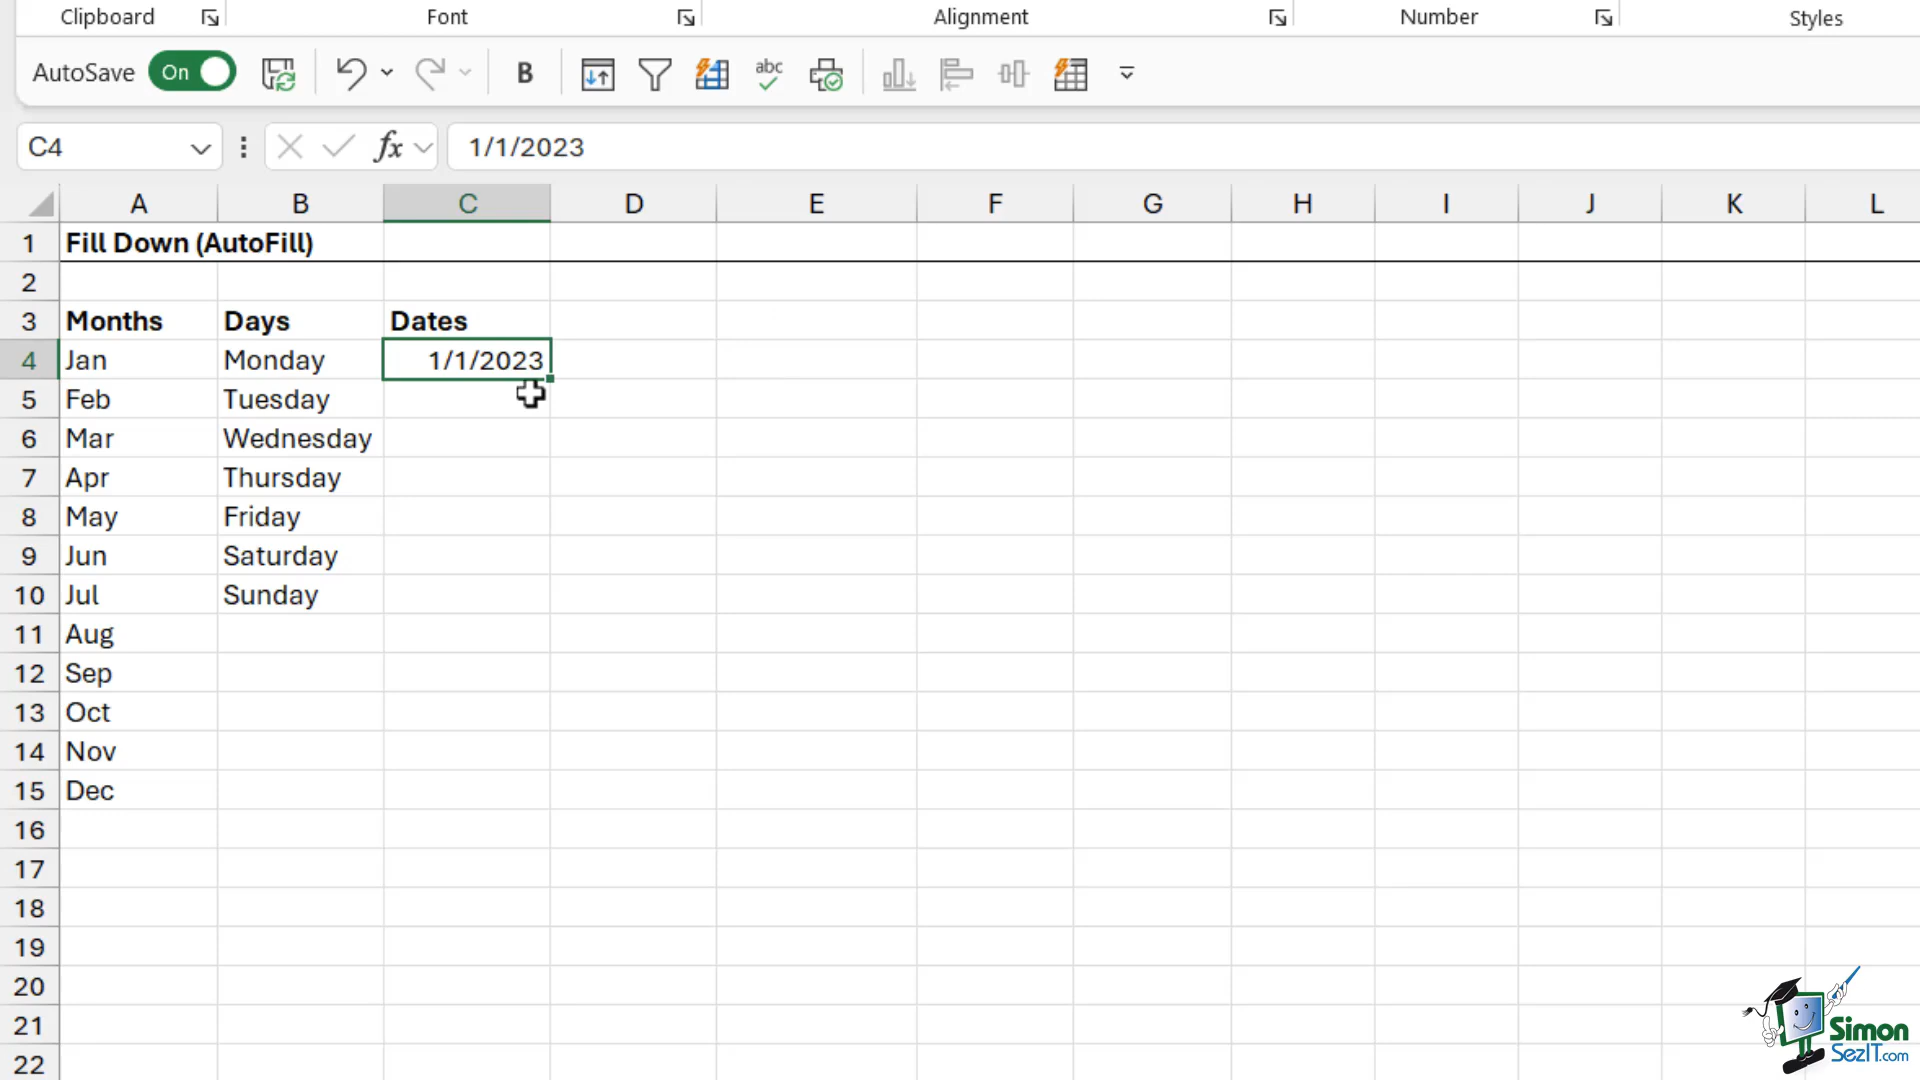 Clipboard Font Alignment Number Styles
AutoSave On B abc
C4 fx 1/1/2023
A B C D E F G H I J K L
1 Fill Down (AutoFill)
2
3 Months Days Dates
4 Jan Monday 1/1/2023
5 Feb Tuesday
6 Mar Wednesday
7 Apr Thursday
8 May Friday
9 Jun Saturday
10 Jul Sunday
11 Aug
12 Sep
13 Oct
14 Nov
15 Dec
16
17
18
19
20
21
22
Simon
SezIT.com